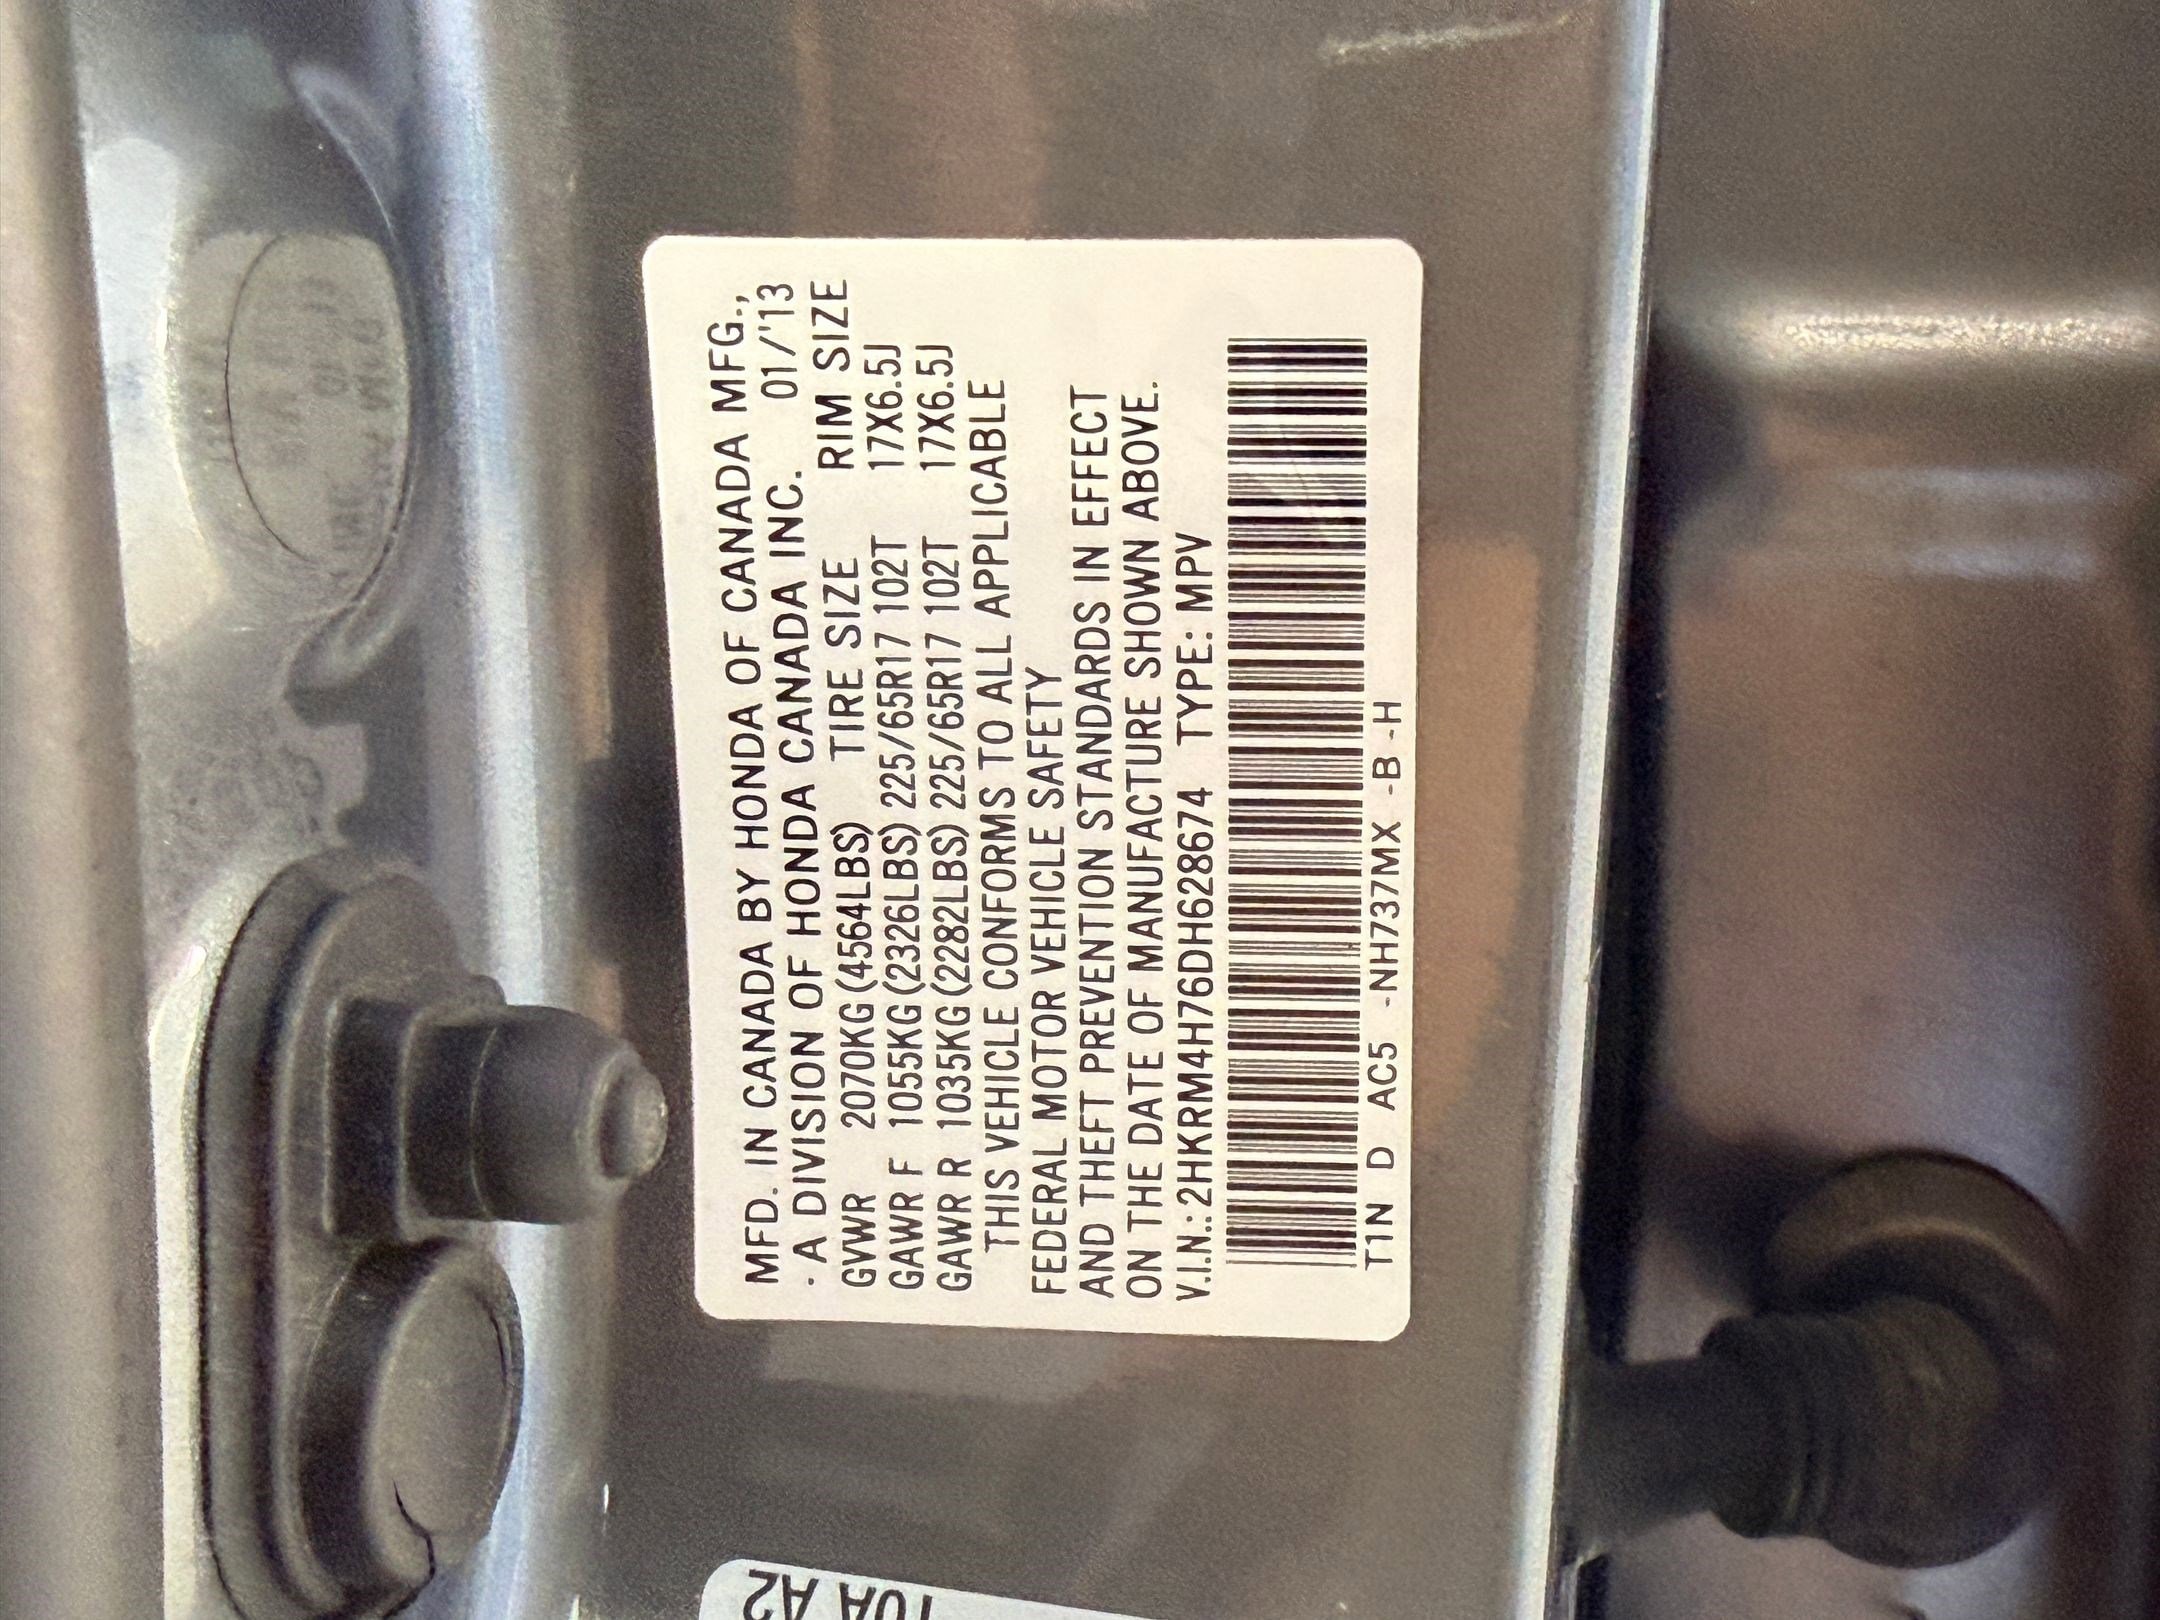 MFD. IN CANADA BY HONDA OF CANADA MFG.,
· A DIVISION OF HONDA CANADA INC. 01/'13
GVWR 2070KG (4564LBS) TIRE SIZE RIM SIZE
GAWR F 1055KG (2326LBS) 225/65R17 102T 17X6.5J
GAWR R 1035KG (2282LBS) 225/65R17 102T 17X6.5J
THIS VEHICLE CONFORMS TO ALL APPLICABLE
FEDERAL MOTOR VEHICLE SAFETY
AND THEFT PREVENTION STANDARDS IN EFFECT
ON THE DATE OF MANUFACTURE SHOWN ABOVE.
V.I.N.: 2HKRM4H76DH628674 TYPE: MPV
T1N D AC5 -NH737MX -B -H
A2